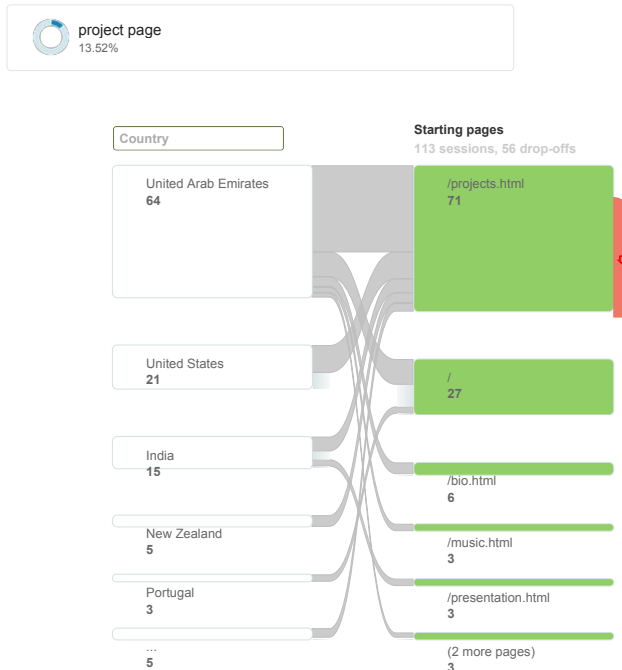 project page
13.52%
Country
Starting pages
113 sessions, 56 drop-offs
United Arab Emirates
64
United States
21
India
15
New Zealand
5
Portugal
3
...
5
/projects.html
71
/
27
/bio.html
6
/music.html
3
/presentation.html
3
(2 more pages)
3